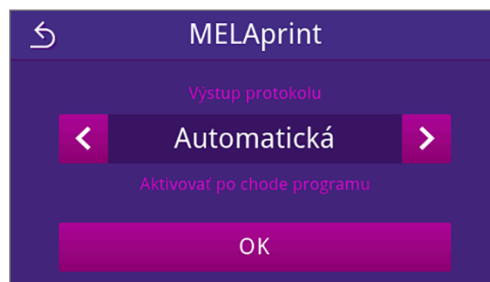 MELAprint
Výstup protokolu
Automatická
Aktivovať po chode programu
OK